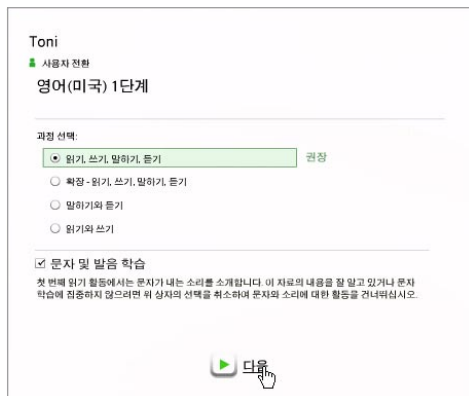 Toni
사용자 전환
영어(미국) 1단계
과정 선택:
읽기, 쓰기, 말하기, 듣기 권장
확장 - 읽기, 쓰기, 말하기, 듣기
말하기와 듣기
읽기와 쓰기
문자 및 발음 학습
첫 번째 읽기 활동에서는 문자가 내는 소리를 소개합니다. 이 자료의 내용을 잘 알고 있거나 문자
학습에 집중하지 않으려면 위 상자의 선택을 취소하여 문자와 소리에 대한 활동을 건너뛰십시오.
다음